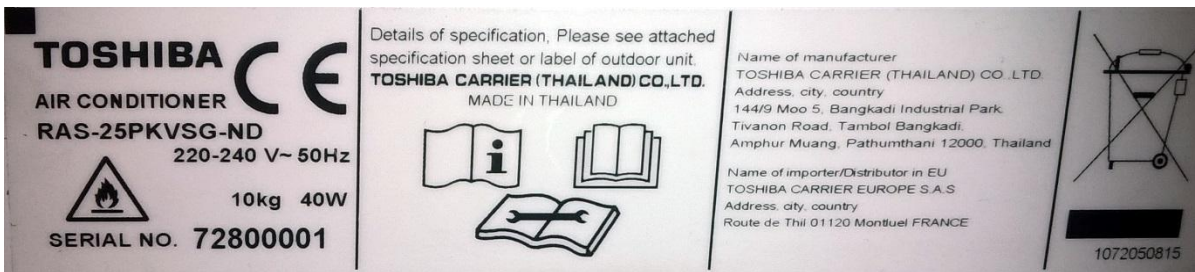 TOSHIBA CE
AIR CONDITIONER
RAS-25PKVSG-ND
220-240 V~ 50Hz
10kg 40W
SERIAL NO. 72800001
Details of specification, Please see attached
specification sheet or label of outdoor unit.
TOSHIBA CARRIER (THAILAND) CO.,LTD.
MADE IN THAILAND
i
Name of manufacturer
TOSHIBA CARRIER (THAILAND) CO.,LTD.
Address, city, country
144/9 Moo 5, Bangkadi Industrial Park,
Tivanon Road, Tambol Bangkadi,
Amphur Muang, Pathumthani 12000, Thailand
Name of importer/Distributor in EU
TOSHIBA CARRIER EUROPE S.A.S
Address, city, country
Route de Thil 01120 Montluel FRANCE
1072050815